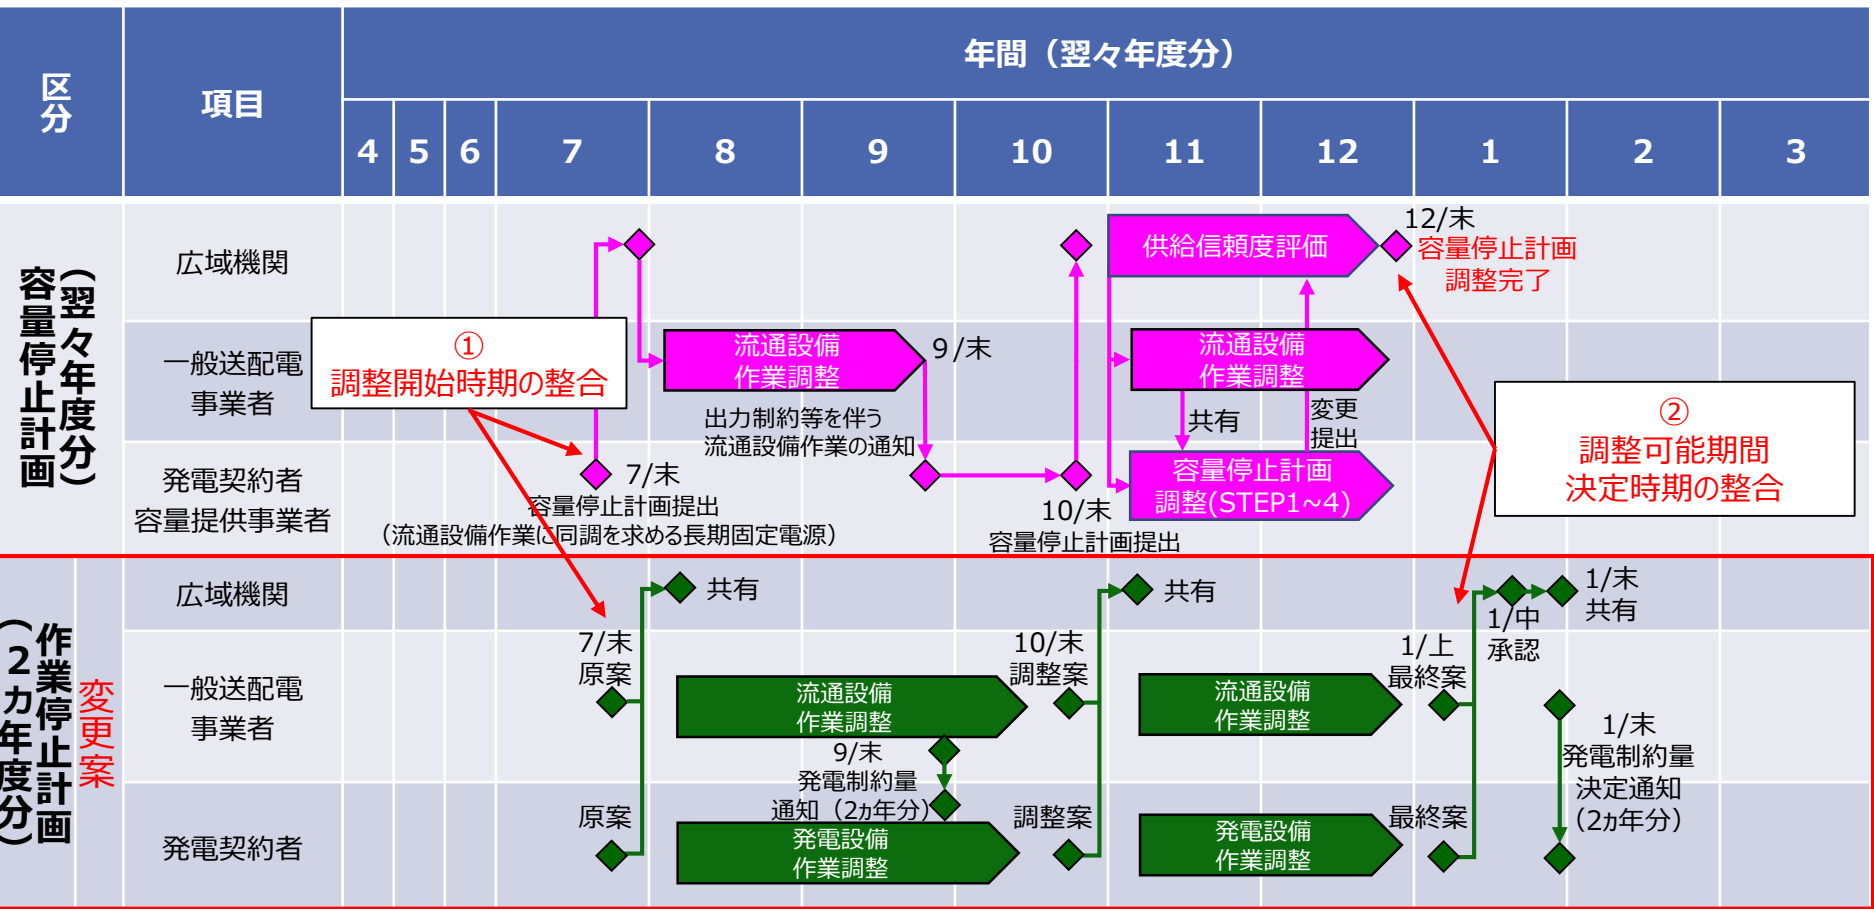 区分
項目
年間（翌々年度分）
4 5 6 7 8 9 10 11 12 1 2 3
容量停止計画
（翌々年度分）
広域機関
供給信頼度評価
12/末
容量停止計画
調整完了
一般送配電
事業者
①
調整開始時期の整合
流通設備
作業調整
9/末
出力制約等を伴う
流通設備作業の通知
流通設備
作業調整
共有
変更
提出
②
調整可能期間
決定時期の整合
発電契約者
容量提供事業者
7/末
容量停止計画提出
（流通設備作業に同調を求める長期固定電源）
10/末
容量停止計画提出
容量停止計画
調整(STEP1~4)
作業停止計画
（2カ年度分）
変更案
広域機関
共有
共有
1/中
承認
1/末
共有
一般送配電
事業者
7/末
原案
流通設備
作業調整
10/末
調整案
流通設備
作業調整
1/上
最終案
9/末
発電制約量
通知（2ヵ年分）
1/末
発電制約量
決定通知
（2ヵ年分）
発電契約者
原案
発電設備
作業調整
調整案
発電設備
作業調整
最終案